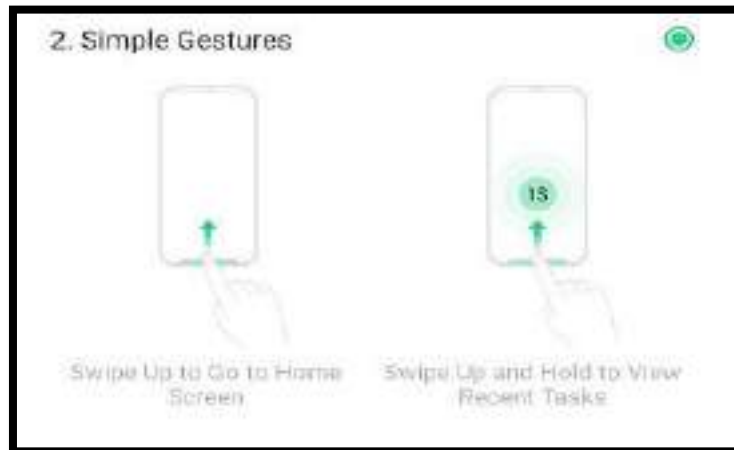 2. Simple Gestures
1S
Swipe Up to Go to Home
Screen
Swipe Up and Hold to View
Recent Tasks